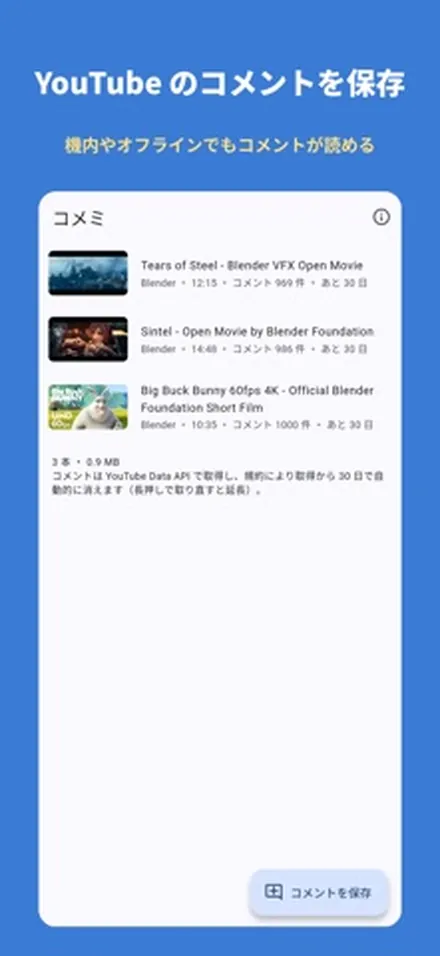 YouTube のコメントを保存
機内やオフラインでもコメントが読める
コメミ
Tears of Steel - Blender VFX Open Movie
Blender • 12:15 • コメント 969 件 • あと 30 日
Sintel - Open Movie by Blender Foundation
Blender • 14:48 • コメント 986 件 • あと 30 日
Big Buck Bunny 60fps 4K - Official Blender
Foundation Short Film
Blender • 10:35 • コメント 1000 件 • あと 30 日
3 本 • 0.9 MB
コメントは YouTube Data API で取得し、規約により取得から 30 日で自
動的に消えます（長押しで取り直すと延長）。
コメントを保存